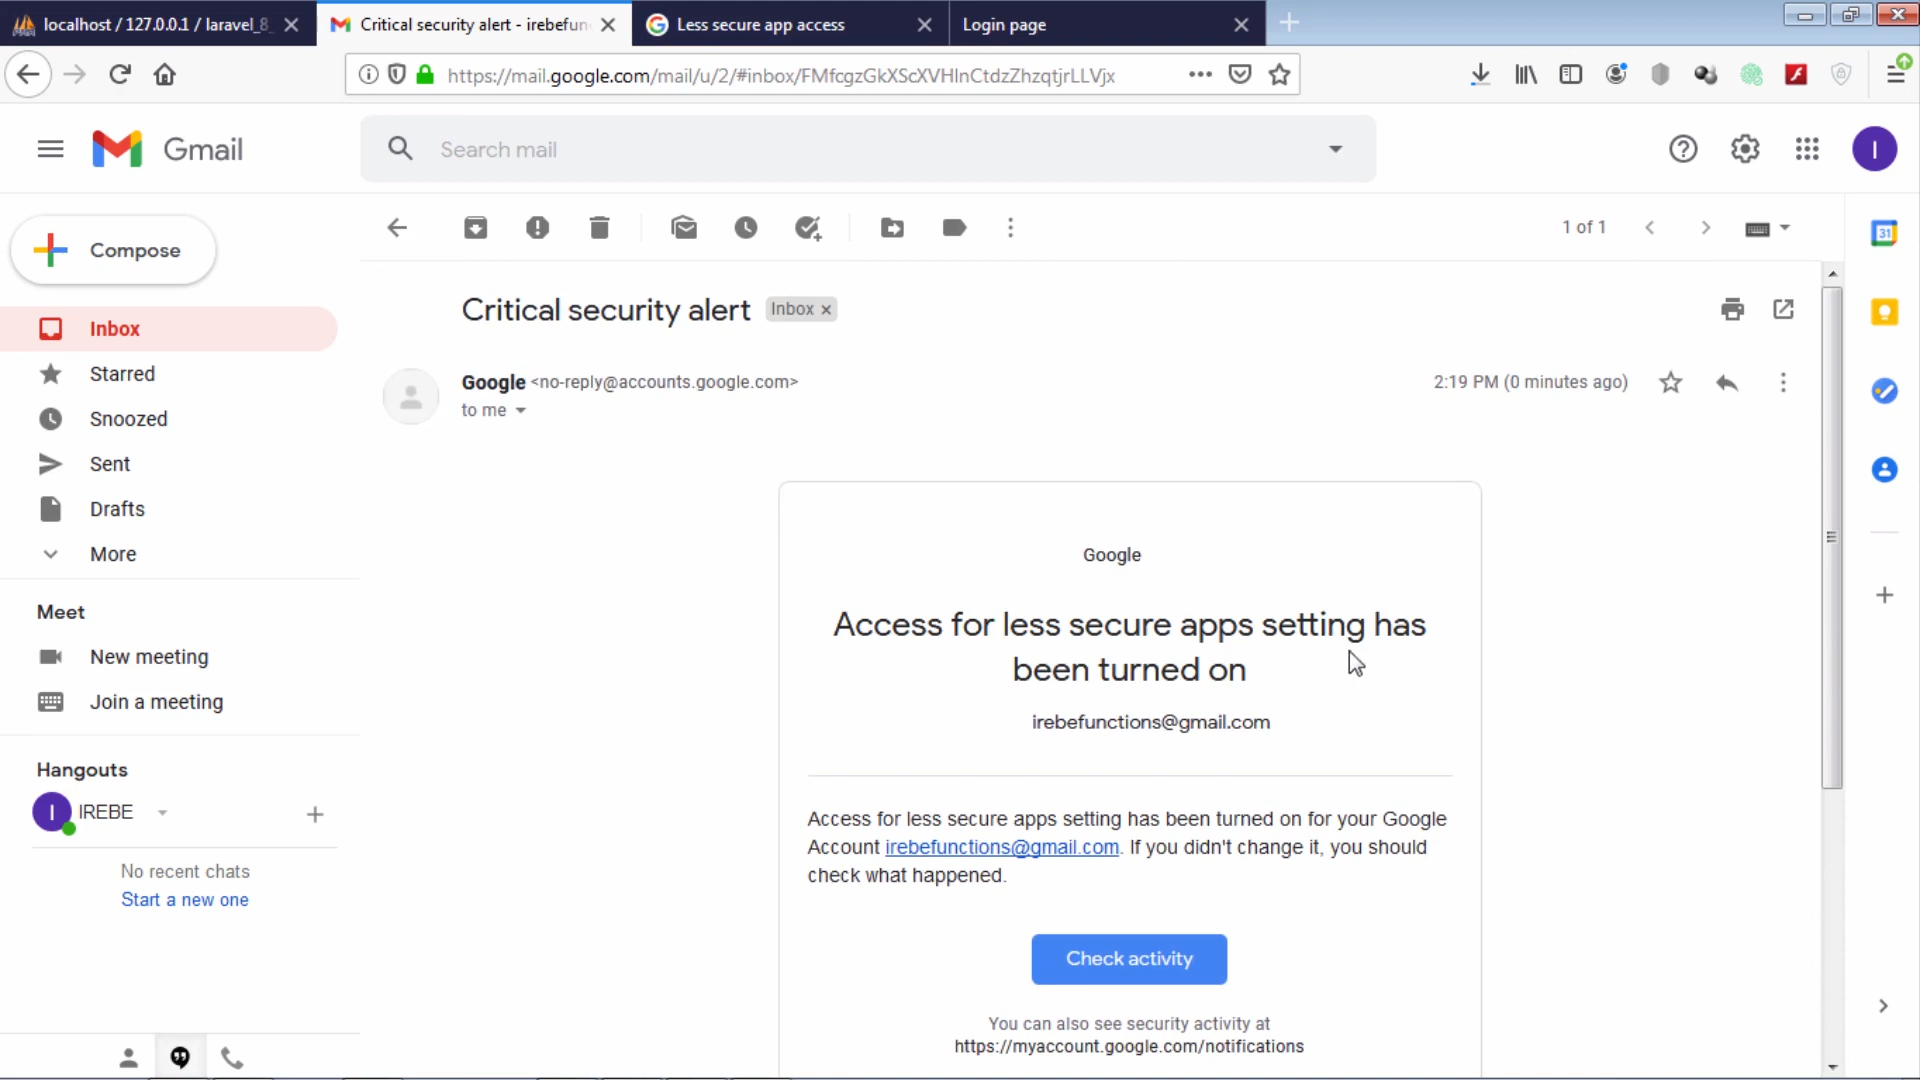 localhost / 127.0.0.1 / laravel_8_
Critical security alert - irebefun
Less secure app access
Login page
https://mail.google.com/mail/u/2/#inbox/FMfcgzGkXScXVHlnCtdzZhzqtjrLLVjx
Gmail
Search mail
I
Compose
1 of 1
31
Critical security alert
Inbox x
Inbox
Starred
Snoozed
Sent
Drafts
More
Google <no-reply@accounts.google.com>
2:19 PM (0 minutes ago)
to me
Google
Access for less secure apps setting has
been turned on
irebefunctions@gmail.com
Access for less secure apps setting has been turned on for your Google
Account irebefunctions@gmail.com. If you didn't change it, you should
check what happened.
Check activity
You can also see security activity at
https://myaccount.google.com/notifications
Meet
New meeting
Join a meeting
Hangouts
I IREBE
No recent chats
Start a new one